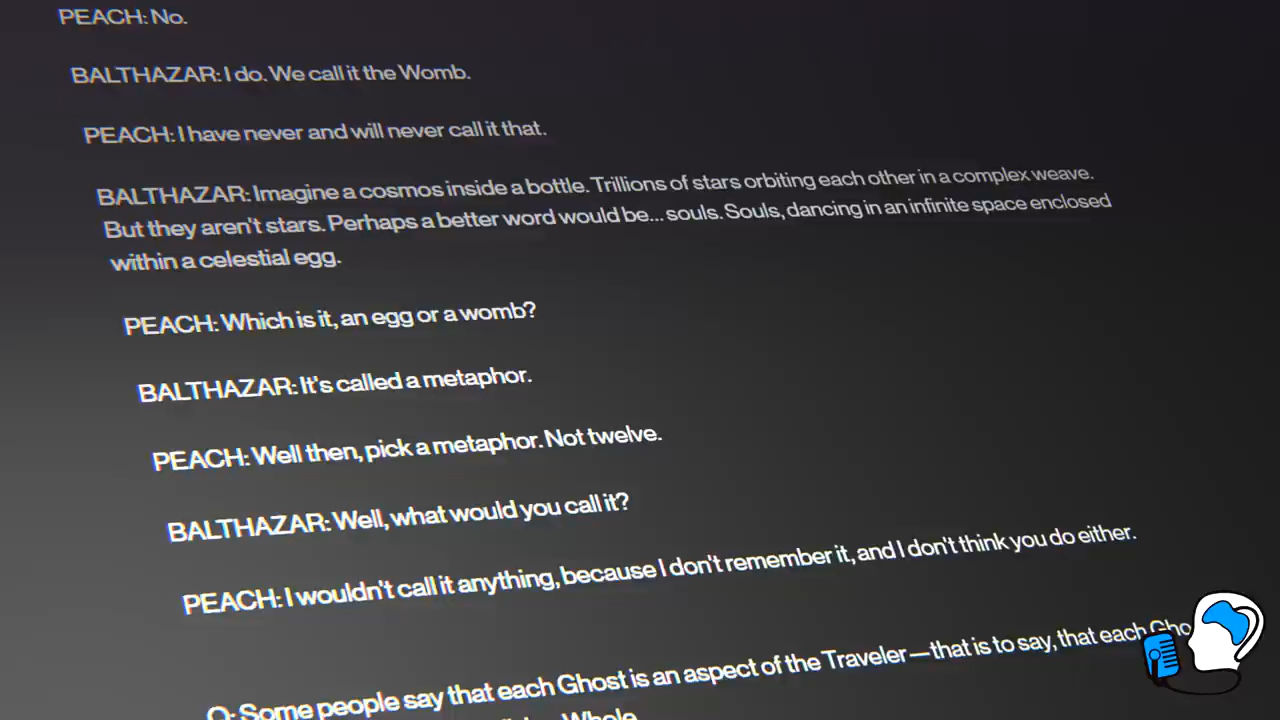 PEACH: No.
BALTHAZAR: I do. We call it the Womb.
PEACH: I have never and will never call it that.
BALTHAZAR: Imagine a cosmos inside a bottle. Trillions of stars orbiting each other in a complex weave.
But they aren't stars. Perhaps a better word would be... souls. Souls, dancing in an infinite space enclosed
within a celestial egg.
PEACH: Which is it, an egg or a womb?
BALTHAZAR: It's called a metaphor.
PEACH: Well then, pick a metaphor. Not twelve.
BALTHAZAR: Well, what would you call it?
PEACH: I wouldn't call it anything, because I don't remember it, and I don't think you do either.
Q: Some people say that each Ghost is an aspect of the Traveler—that is to say, that each
Whole